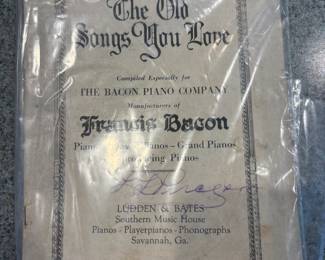 The Old
Songs You Love
Compiled Especially for
THE BACON PIANO COMPANY
Manufacturers of
Francis Bacon
Pianos - Grand Pianos
Pianos
LUDDEN & BATES
Southern Music House
Pianos - Playerpianos - Phonographs
Savannah, Ga.